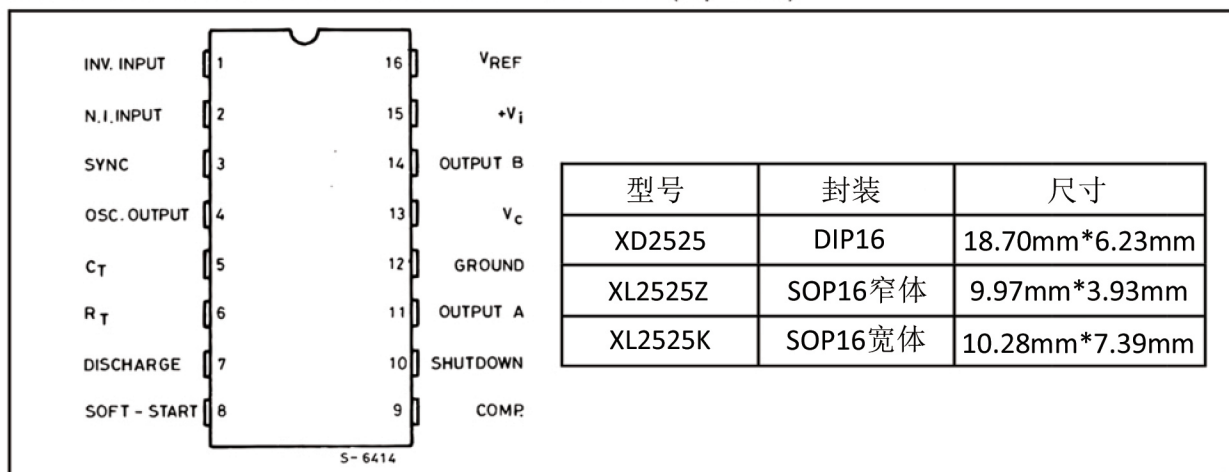 INV. INPUT 1 16 VREF
N.I. INPUT 2 15 +Vi
SYNC 3 14 OUTPUT B
OSC. OUTPUT 4 13 Vc
CT 5 12 GROUND
RT 6 11 OUTPUT A
DISCHARGE 7 10 SHUTDOWN
SOFT - START 8 9 COMP.
S- 6414
型号 封装 尺寸
XD2525 DIP16 18.70mm*6.23mm
XL2525Z SOP16窄体 9.97mm*3.93mm
XL2525K SOP16宽体 10.28mm*7.39mm